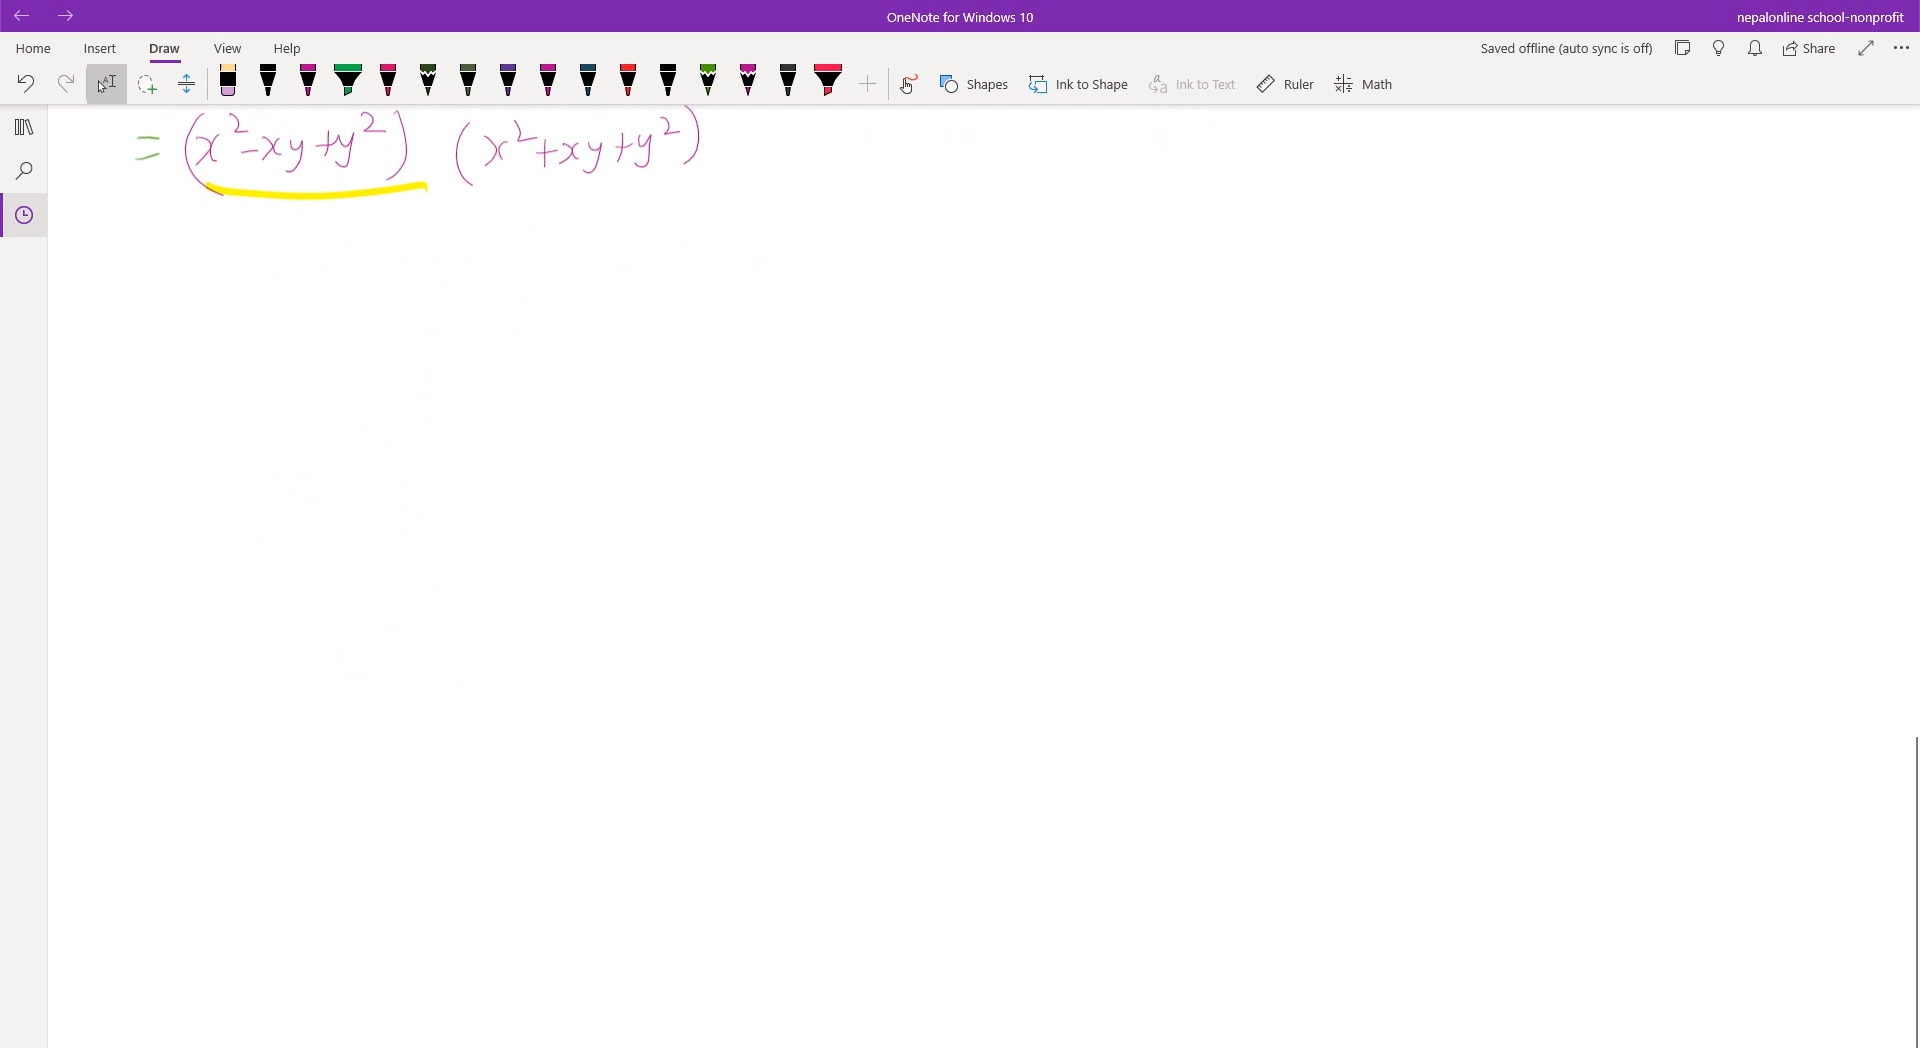 OneNote for Windows 10
nepalonline school-nonprofit
Home Insert Draw View Help
Saved offline (auto sync is off) Share
Shapes Ink to Shape Ink to Text Ruler Math
= (x²-xy+y²) (x²+xy+y²)